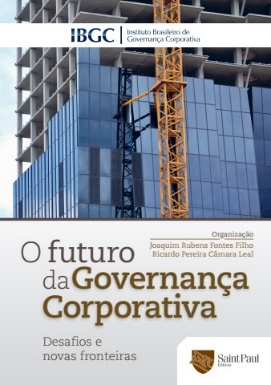 IBGC
Instituto Brasileiro de
Governança Corporativa
Organização
Joaquim Rubens Fontes Filho
Ricardo Pereira Câmara Leal
O futuro
da Governança
Corporativa
Desafios e
novas fronteiras
Saint Paul
Editora